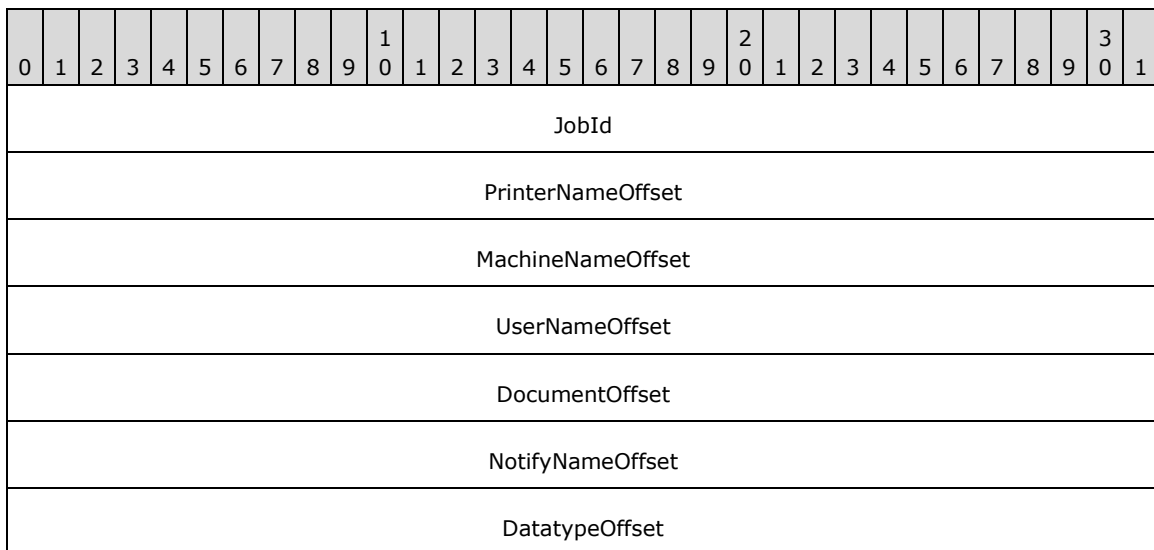 1 2 3
0 1 2 3 4 5 6 7 8 9 0 1 2 3 4 5 6 7 8 9 0 1 2 3 4 5 6 7 8 9 0 1
JobId
PrinterNameOffset
MachineNameOffset
UserNameOffset
DocumentOffset
NotifyNameOffset
DatatypeOffset